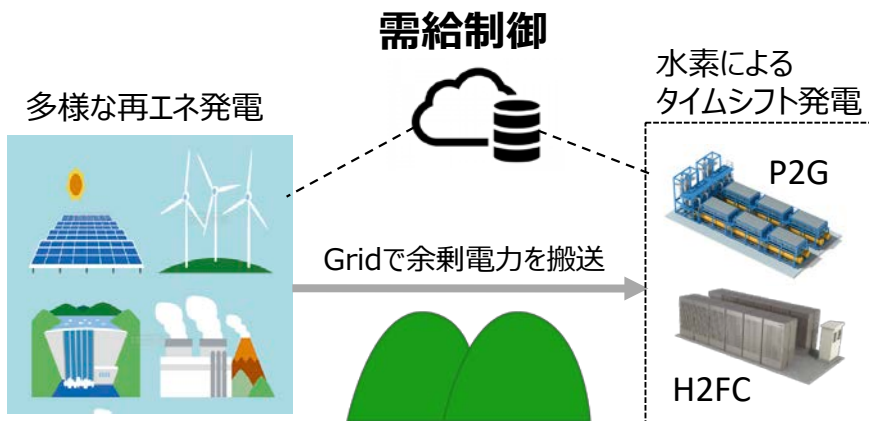 需給制御
多様な再エネ発電
水素による
タイムシフト発電
P2G
Gridで余剰電力を搬送
H2FC